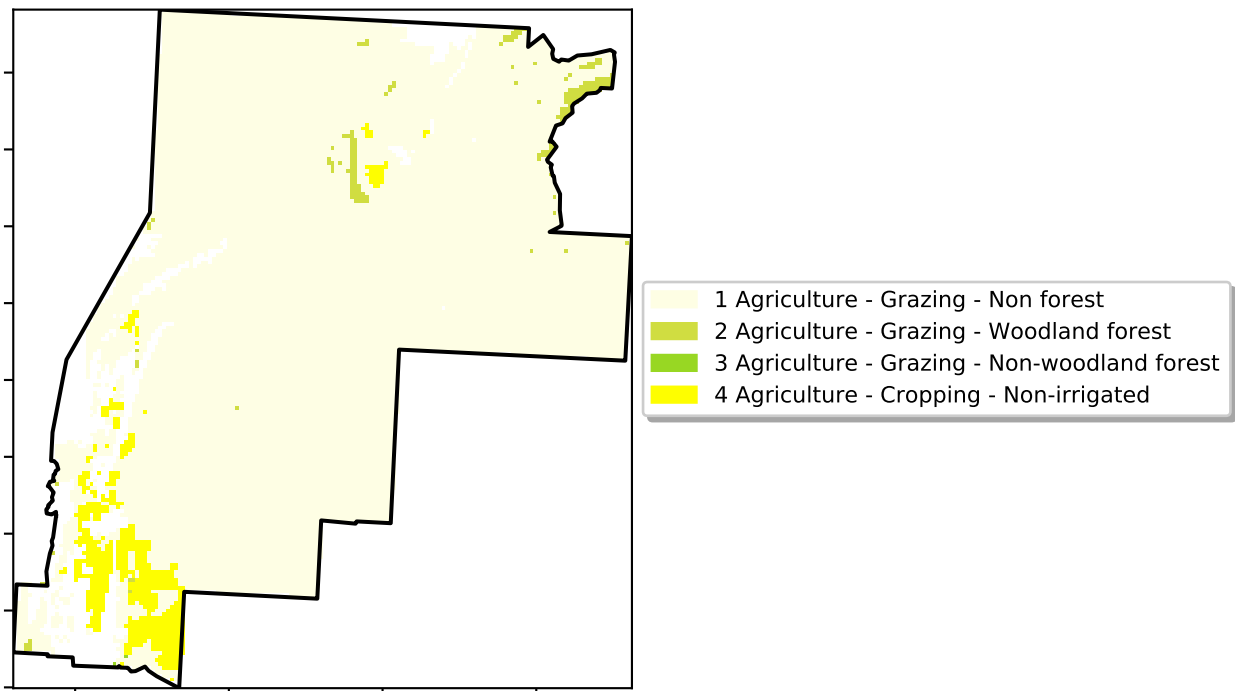 1 Agriculture - Grazing - Non forest
2 Agriculture - Grazing - Woodland forest
3 Agriculture - Grazing - Non-woodland forest
4 Agriculture - Cropping - Non-irrigated